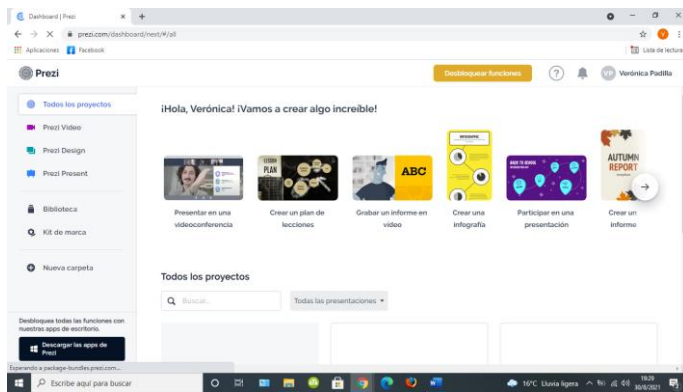 Dashboard | Prezi
prezi.com/dashboard/next/#/all
Aplicaciones Facebook Lista de lectura
Prezi Desbloquear funciones ? VP Verónica Padilla
Todos los proyectos
Prezi Video
Prezi Design
Prezi Present
Biblioteca
Kit de marca
Nueva carpeta
Desbloquea todas las funciones con
nuestras apps de escritorio.
Descargar las apps de
Prezi
Esperando a package-bundles.prezi.com...
¡Hola, Verónica! ¡Vamos a crear algo increíble!
LESSON
PLAN
ABC
INFOGRAPHIC
AUTUMN
REPORT
Presentar en una
videoconferencia
Crear un plan de
lecciones
Grabar un informe en
vídeo
Crear una
infografía
Participar en una
presentación
Crear un
informe
Todos los proyectos
Buscar...
Todas las presentaciones
Escribe aquí para buscar
16°C Lluvia ligera
19:29
30/8/2021